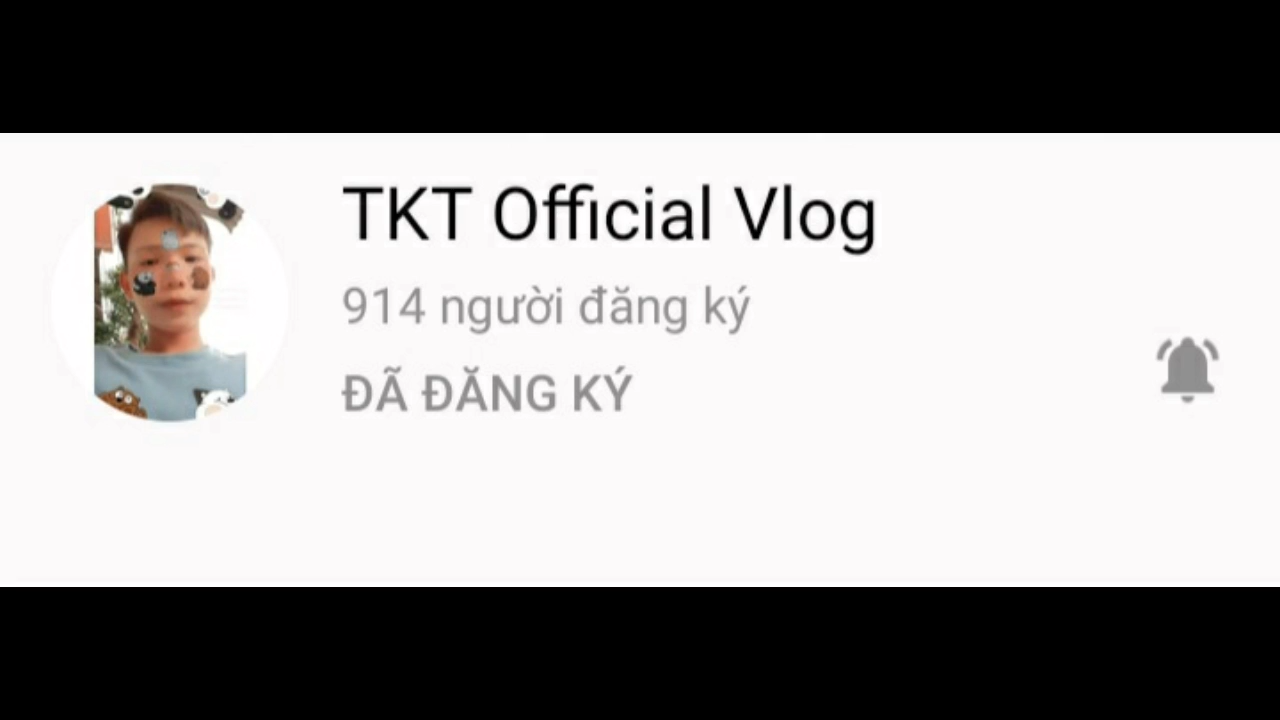 TKT Official Vlog
914 người đăng ký
ĐÃ ĐĂNG KÝ